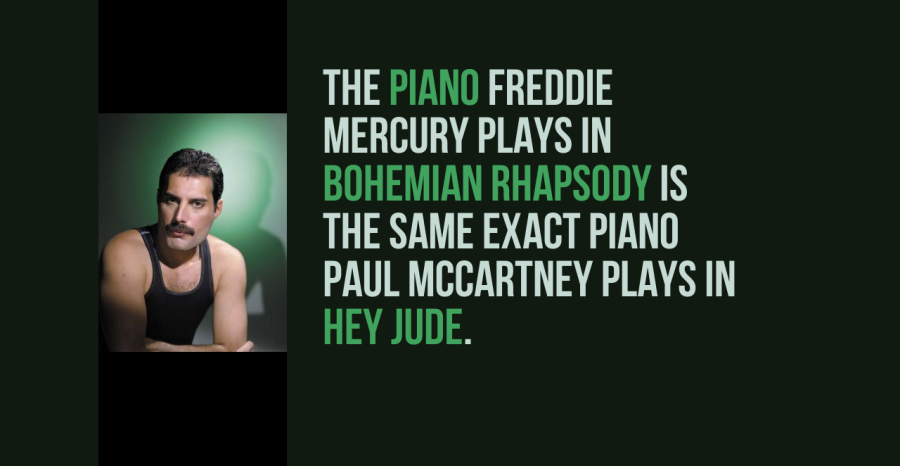 THE PIANO FREDDIE
MERCURY PLAYS IN
BOHEMIAN RHAPSODY IS
THE SAME EXACT PIANO
PAUL MCCARTNEY PLAYS IN
HEY JUDE.